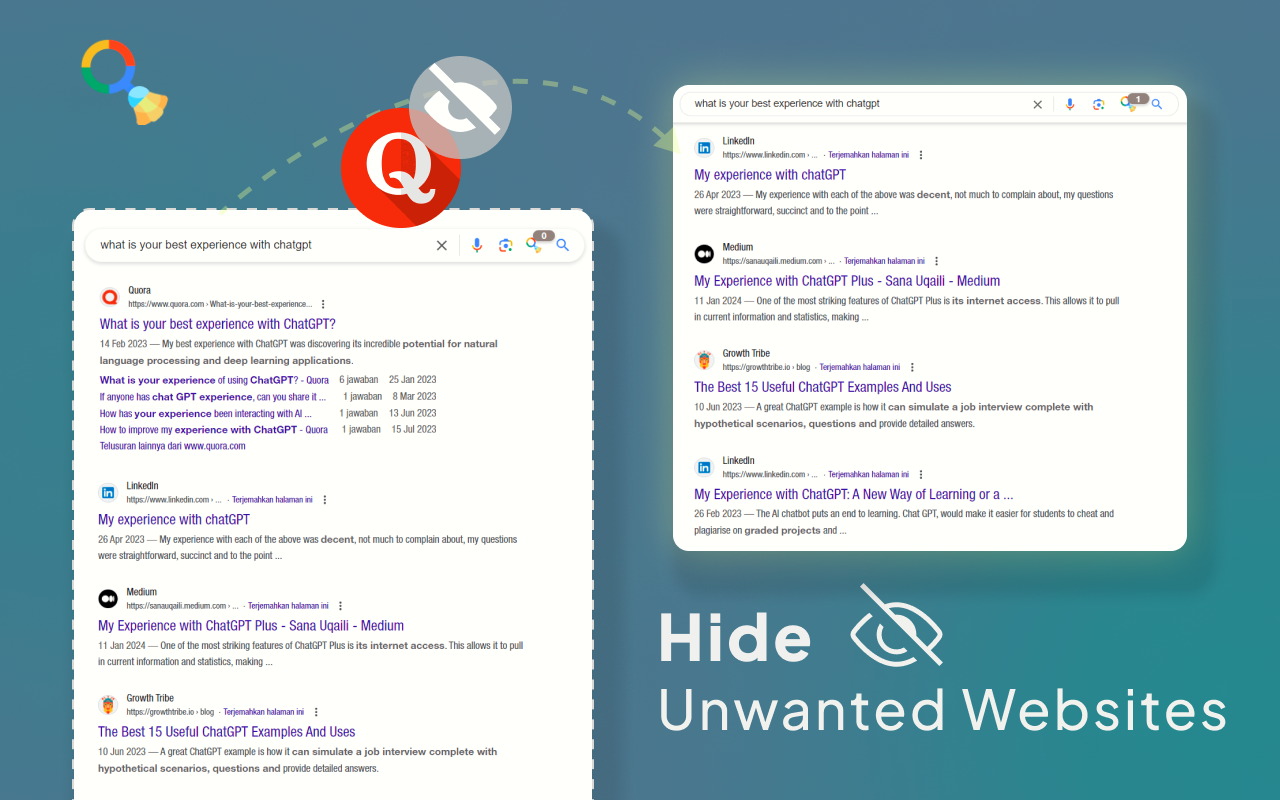 Q
what is your best experience with chatgpt
0
Quora
https://www.quora.com › What-is-your-best-experience...
What is your best experience with ChatGPT?
14 Feb 2023 — My best experience with ChatGPT was discovering its incredible potential for natural
language processing and deep learning applications.
What is your experience of using ChatGPT? - Quora 6 jawaban 25 Jan 2023
If anyone has chat GPT experience, can you share it ... 1 jawaban 8 Mar 2023
How has your experience been interacting with AI ... 1 jawaban 13 Jun 2023
How to improve my experience with ChatGPT - Quora 1 jawaban 15 Jul 2023
Telusuran lainnya dari www.quora.com
LinkedIn
https://www.linkedin.com › ... · Terjemahkan halaman ini
My experience with chatGPT
26 Apr 2023 — My experience with each of the above was decent, not much to complain about, my questions
were straightforward, succinct and to the point ...
Medium
https://sanauqaili.medium.com › ... · Terjemahkan halaman ini
My Experience with ChatGPT Plus - Sana Uqaili - Medium
11 Jan 2024 — One of the most striking features of ChatGPT Plus is its internet access. This allows it to pull
in current information and statistics, making ...
Growth Tribe
https://growthtribe.io › blog · Terjemahkan halaman ini
The Best 15 Useful ChatGPT Examples And Uses
10 Jun 2023 — A great ChatGPT example is how it can simulate a job interview complete with
hypothetical scenarios, questions and provide detailed answers.
what is your best experience with chatgpt
1
LinkedIn
https://www.linkedin.com › ... · Terjemahkan halaman ini
My experience with chatGPT
26 Apr 2023 — My experience with each of the above was decent, not much to complain about, my questions
were straightforward, succinct and to the point ...
Medium
https://sanauqaili.medium.com › ... · Terjemahkan halaman ini
My Experience with ChatGPT Plus - Sana Uqaili - Medium
11 Jan 2024 — One of the most striking features of ChatGPT Plus is its internet access. This allows it to pull
in current information and statistics, making ...
Growth Tribe
https://growthtribe.io › blog · Terjemahkan halaman ini
The Best 15 Useful ChatGPT Examples And Uses
10 Jun 2023 — A great ChatGPT example is how it can simulate a job interview complete with
hypothetical scenarios, questions and provide detailed answers.
LinkedIn
https://www.linkedin.com › ... · Terjemahkan halaman ini
My Experience with ChatGPT: A New Way of Learning or a ...
26 Feb 2023 — The AI chatbot puts an end to learning. Chat GPT, would make it easier for students to cheat and
plagiarise on graded projects and ...
Hide
Unwanted Websites